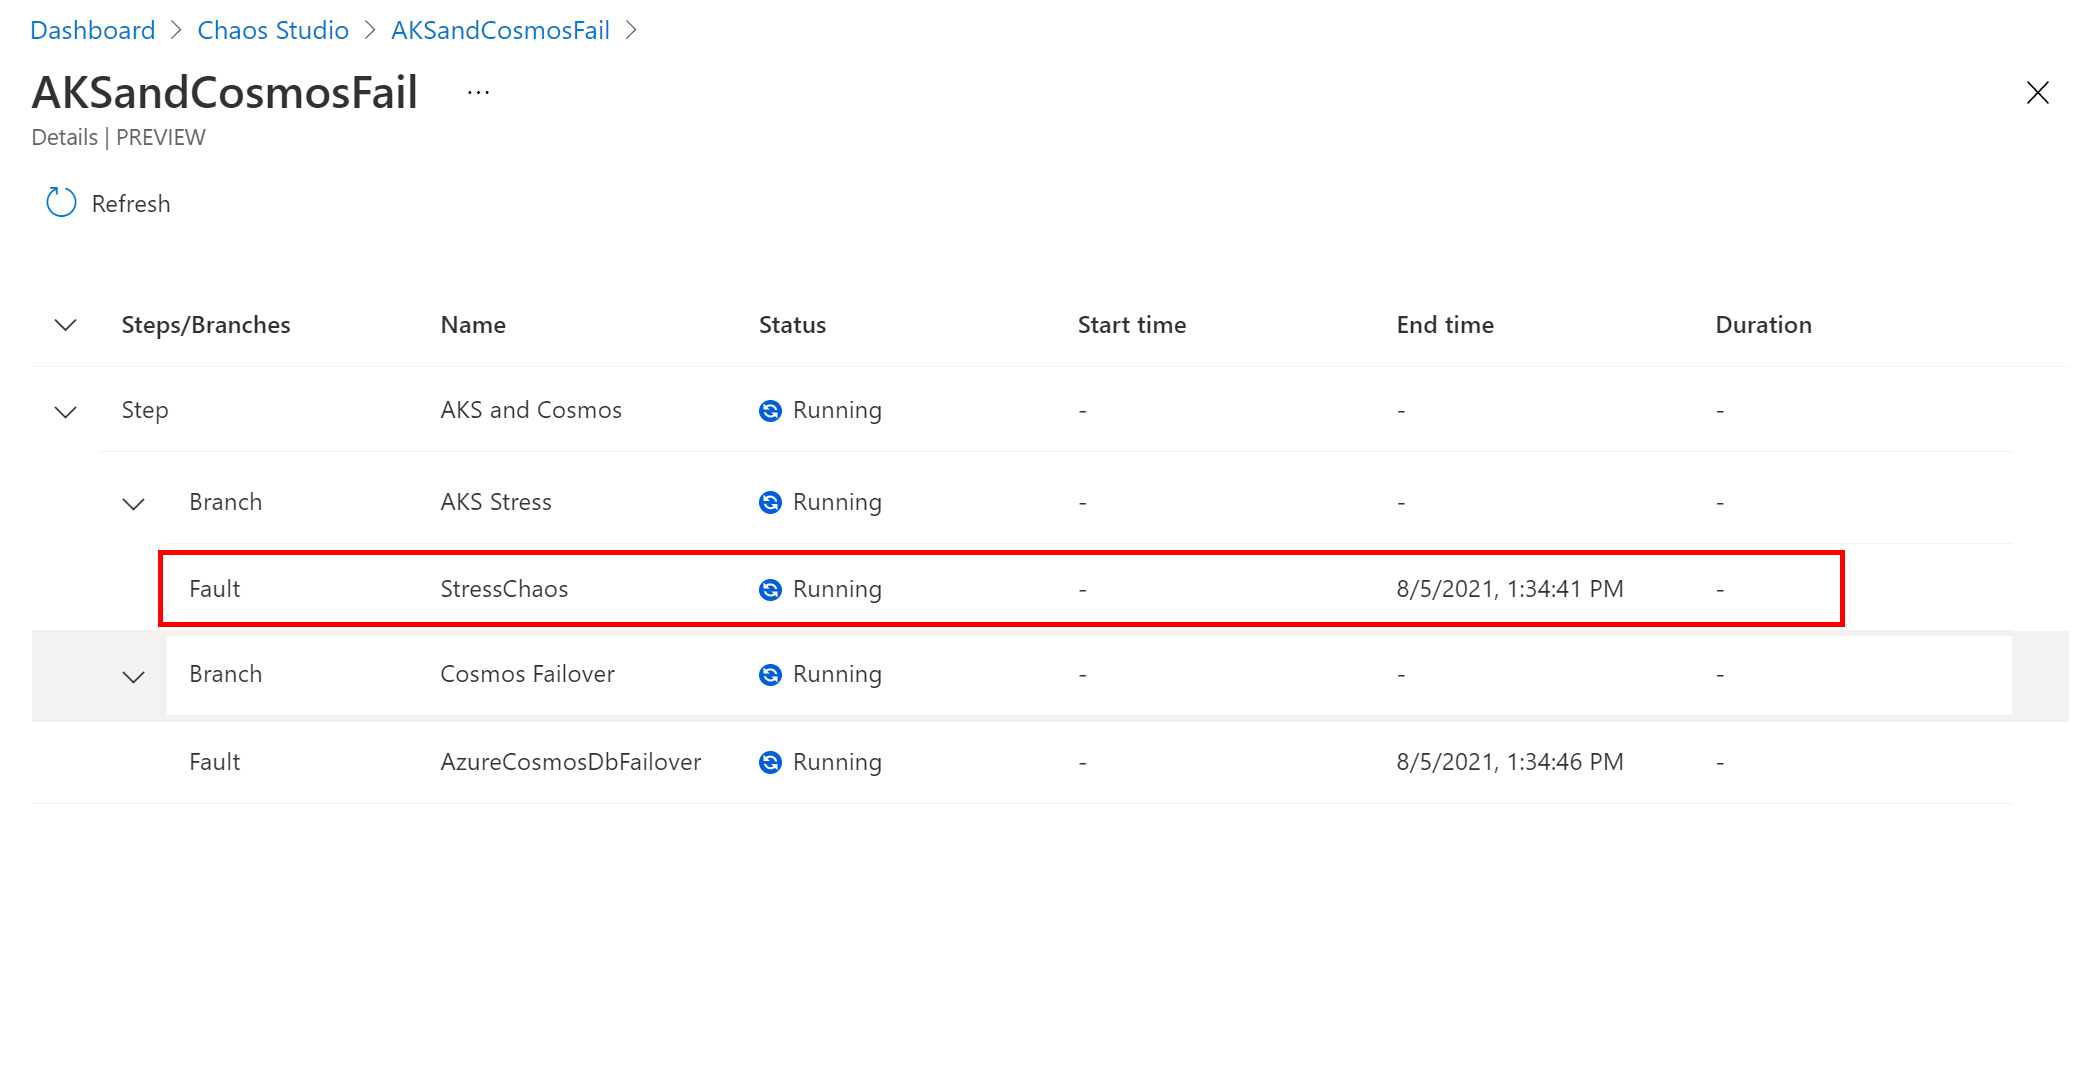 Dashboard > Chaos Studio > AKSandCosmosFail >
AKSandCosmosFail ...
Details | PREVIEW
Refresh
Steps/Branches Name Status Start time End time Duration
Step AKS and Cosmos Running - - -
Branch AKS Stress Running - - -
Fault StressChaos Running - 8/5/2021, 1:34:41 PM -
Branch Cosmos Failover Running - - -
Fault AzureCosmosDbFailover Running - 8/5/2021, 1:34:46 PM -